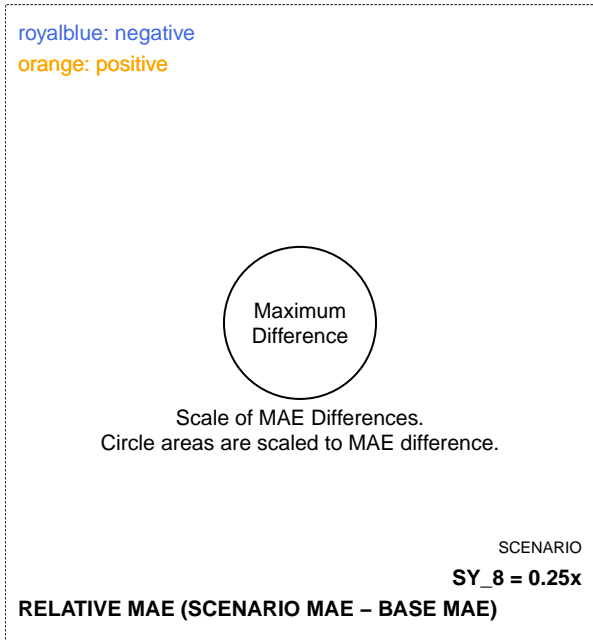 royalblue: negative
orange: positive
Maximum
Difference
Scale of MAE Differences.
Circle areas are scaled to MAE difference.
SCENARIO
SY_8 = 0.25x
RELATIVE MAE (SCENARIO MAE – BASE MAE)